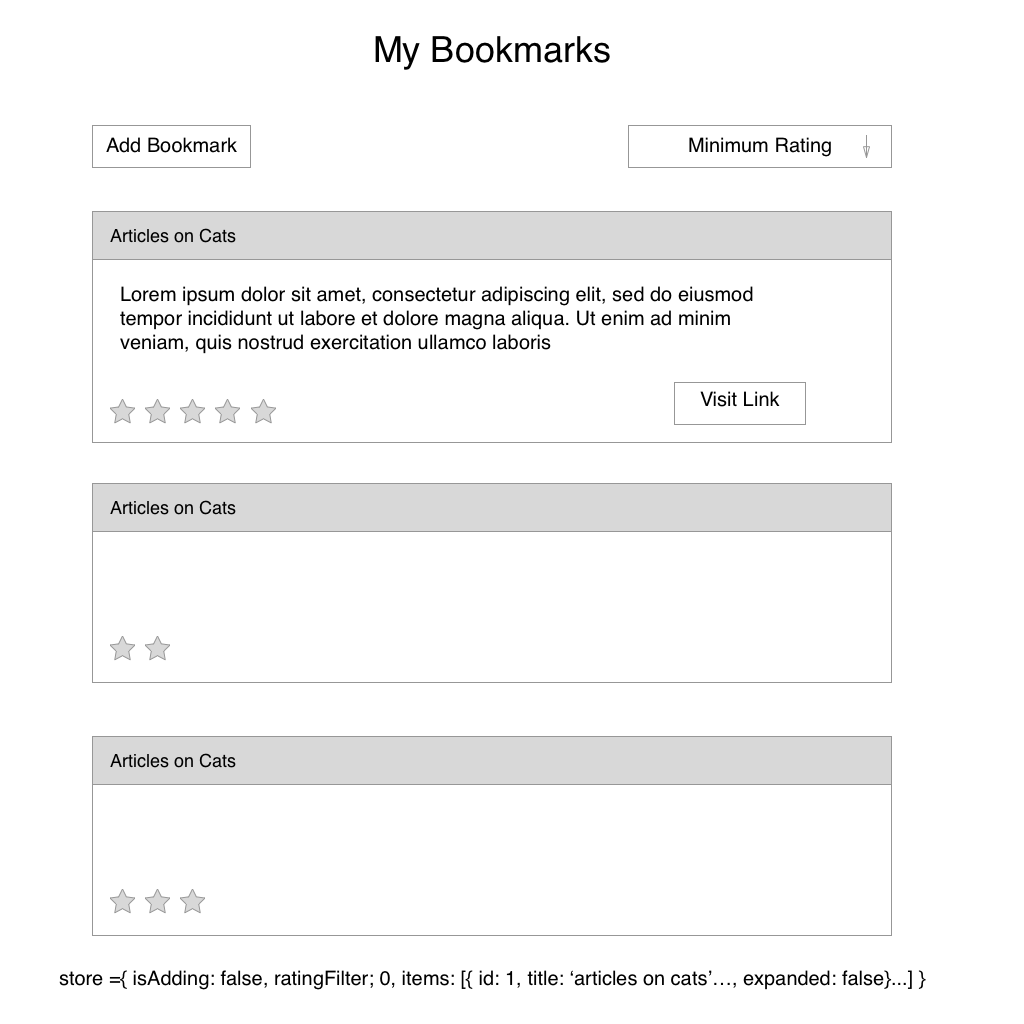 My Bookmarks
Add Bookmark
Minimum Rating
Articles on Cats
Lorem ipsum dolor sit amet, consectetur adipiscing elit, sed do eiusmod
tempor incididunt ut labore et dolore magna aliqua. Ut enim ad minim
veniam, quis nostrud exercitation ullamco laboris
Visit Link
Articles on Cats
Articles on Cats
store ={ isAdding: false, ratingFilter; 0, items: [{ id: 1, title: ‘articles on cats’…, expanded: false}...] }